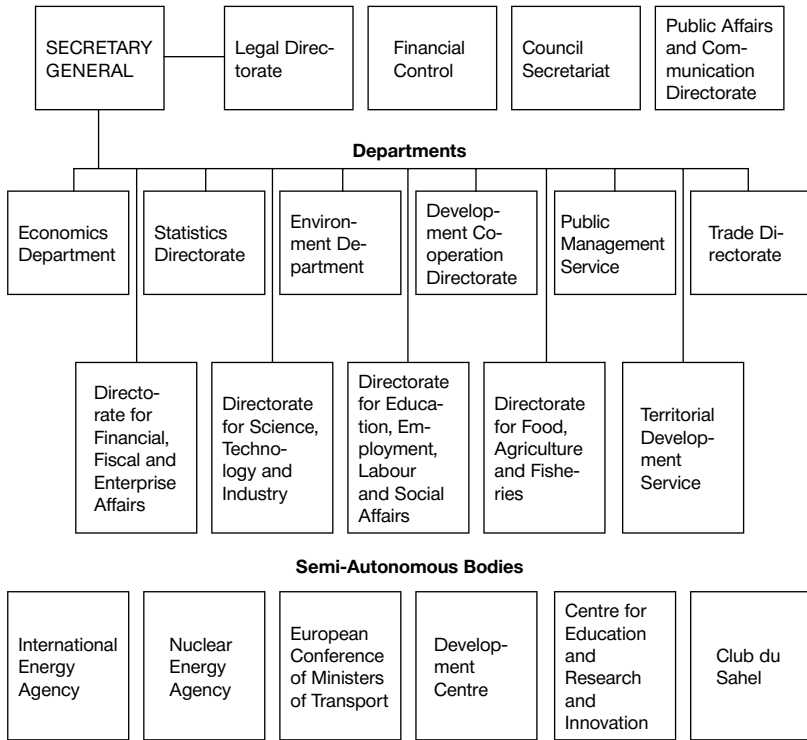 SECRETARY
GENERAL
Legal Direc-
torate
Financial
Control
Council
Secretariat
Public Affairs
and Com-
munication
Directorate
Departments
Economics
Department
Statistics
Directorate
Environ-
ment De-
partment
Development Co-
operation
Directorate
Public
Management
Service
Trade Di-
rectorate
Directo-
rate for
Financial,
Fiscal and
Enterprise
Affairs
Directorate
for Science,
Techno-
logy and
Industry
Directorate
for Educa-
tion, Em-
ployment,
Labour
and Social
Affairs
Directorate
for Food,
Agriculture
and Fishe-
ries
Territorial
Develop-
ment
Service
Semi-Autonomous Bodies
International
Energy
Agency
Nuclear
Energy
Agency
European
Conference
of Ministers
of Transport
Develop-
ment
Centre
Centre for
Education
and
Research
and
Innovation
Club du
Sahel